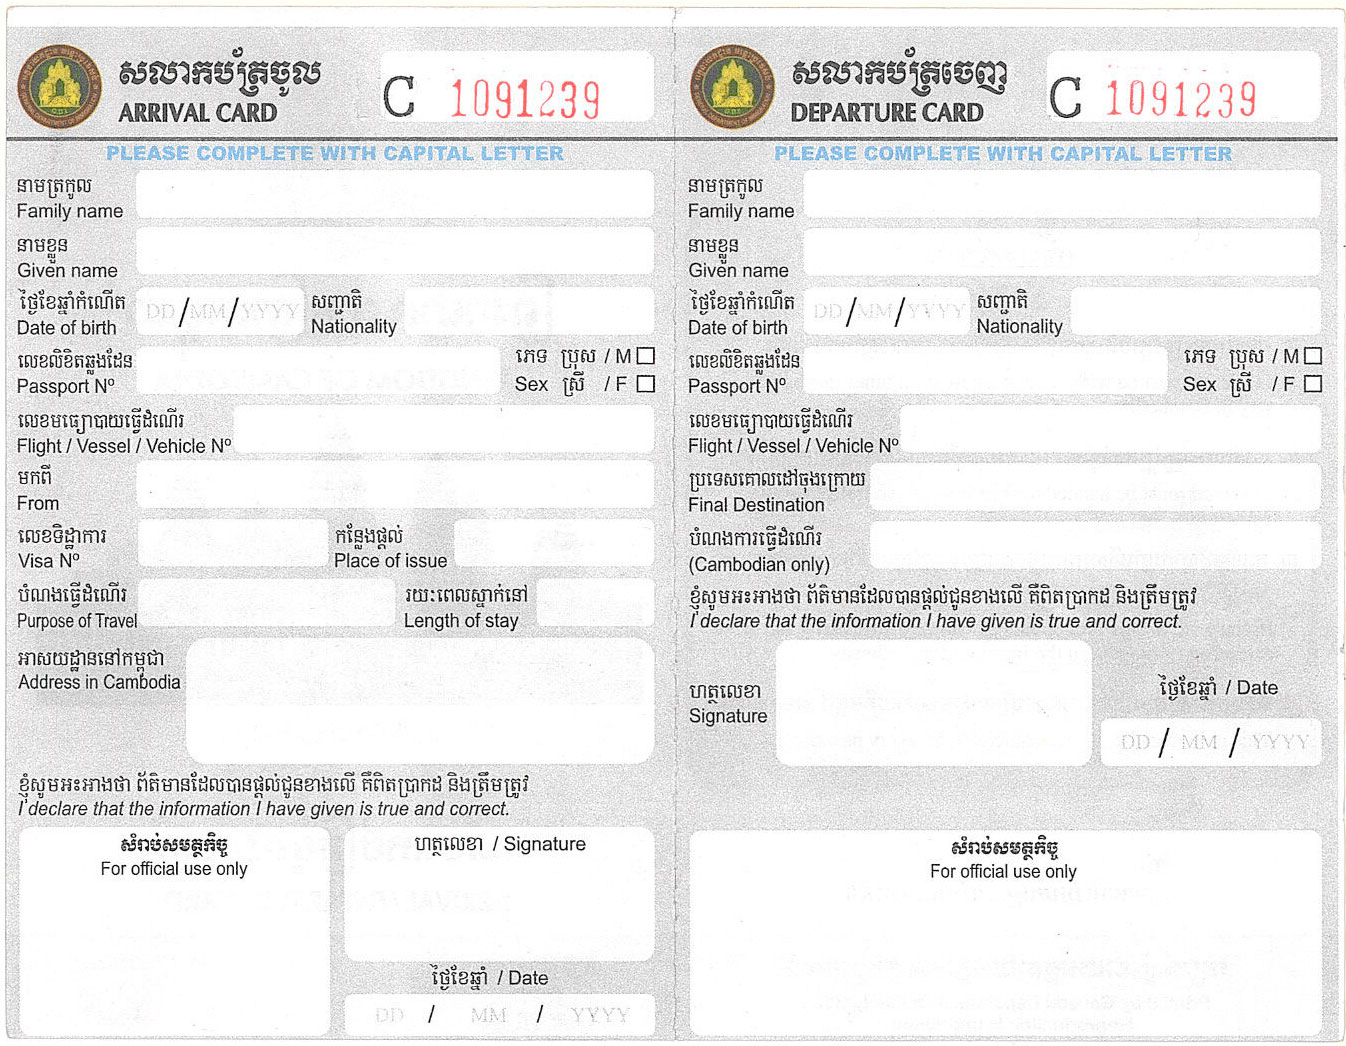 សលាកប័ត្រចូល
ARRIVAL CARD
C 1091239
PLEASE COMPLETE WITH CAPITAL LETTER
នាមត្រកូល
Family name
នាមខ្លួន
Given name
ថ្ងៃខែឆ្នាំកំណើត
Date of birth
DD/MM/YYYY
សញ្ជាតិ
Nationality
លេខលិខិតឆ្លងដែន
Passport Nº
ភេទ ប្រុស / M
Sex ស្រី / F
លេខមធ្យោបាយធ្វើដំណើរ
Flight / Vessel / Vehicle Nº
មកពី
From
លេខទិដ្ឋាការ
Visa Nº
កន្លែងផ្តល់
Place of issue
បំណងធ្វើដំណើរ
Purpose of Travel
រយៈពេលស្នាក់នៅ
Length of stay
អាសយដ្ឋាននៅកម្ពុជា
Address in Cambodia
ខ្ញុំសូមអះអាងថា ព័ត៌មានដែលបានផ្តល់ជូនខាងលើ គឺពិតប្រាកដ និងត្រឹមត្រូវ
I declare that the information I have given is true and correct.
សំរាប់សមត្ថកិច្ច
For official use only
ហត្ថលេខា / Signature
ថ្ងៃខែឆ្នាំ / Date
DD / MM / YYYY
សលាកប័ត្រចេញ
DEPARTURE CARD
C 1091239
PLEASE COMPLETE WITH CAPITAL LETTER
នាមត្រកូល
Family name
នាមខ្លួន
Given name
ថ្ងៃខែឆ្នាំកំណើត
Date of birth
DD/MM/YYYY
សញ្ជាតិ
Nationality
លេខលិខិតឆ្លងដែន
Passport Nº
ភេទ ប្រុស / M
Sex ស្រី / F
លេខមធ្យោបាយធ្វើដំណើរ
Flight / Vessel / Vehicle Nº
ប្រទេសគោលដៅចុងក្រោយ
Final Destination
បំណងការធ្វើដំណើរ
(Cambodian only)
ខ្ញុំសូមអះអាងថា ព័ត៌មានដែលបានផ្តល់ជូនខាងលើ គឺពិតប្រាកដ និងត្រឹមត្រូវ
I declare that the information I have given is true and correct.
ហត្ថលេខា
Signature
ថ្ងៃខែឆ្នាំ / Date
DD / MM / YYYY
សំរាប់សមត្ថកិច្ច
For official use only